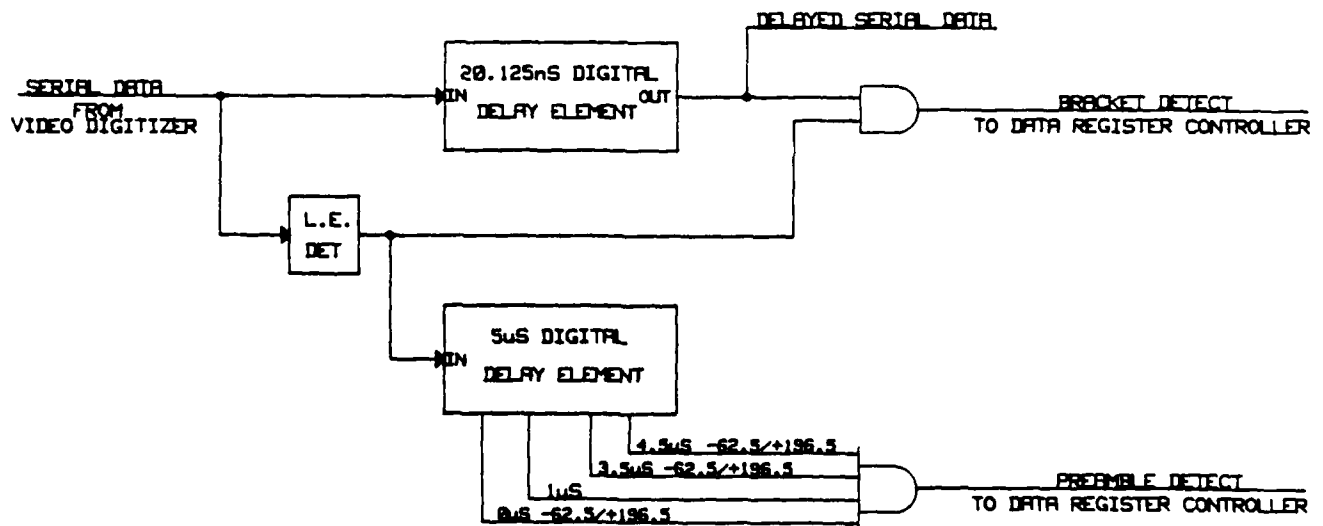 DELAYED SERIAL DATA
20.125nS DIGITAL
IN
OUT
DELAY ELEMENT
SERIAL DATA
FROM
VIDEO DIGITIZER
BRACKET DETECT
TO DATA REGISTER CONTROLLER
L.E.
DET
5uS DIGITAL
IN
DELAY ELEMENT
4.5uS -62.5/+196.5
3.5uS -62.5/+196.5
1uS
0uS -62.5/+196.5
PREAMBLE DETECT
TO DATA REGISTER CONTROLLER